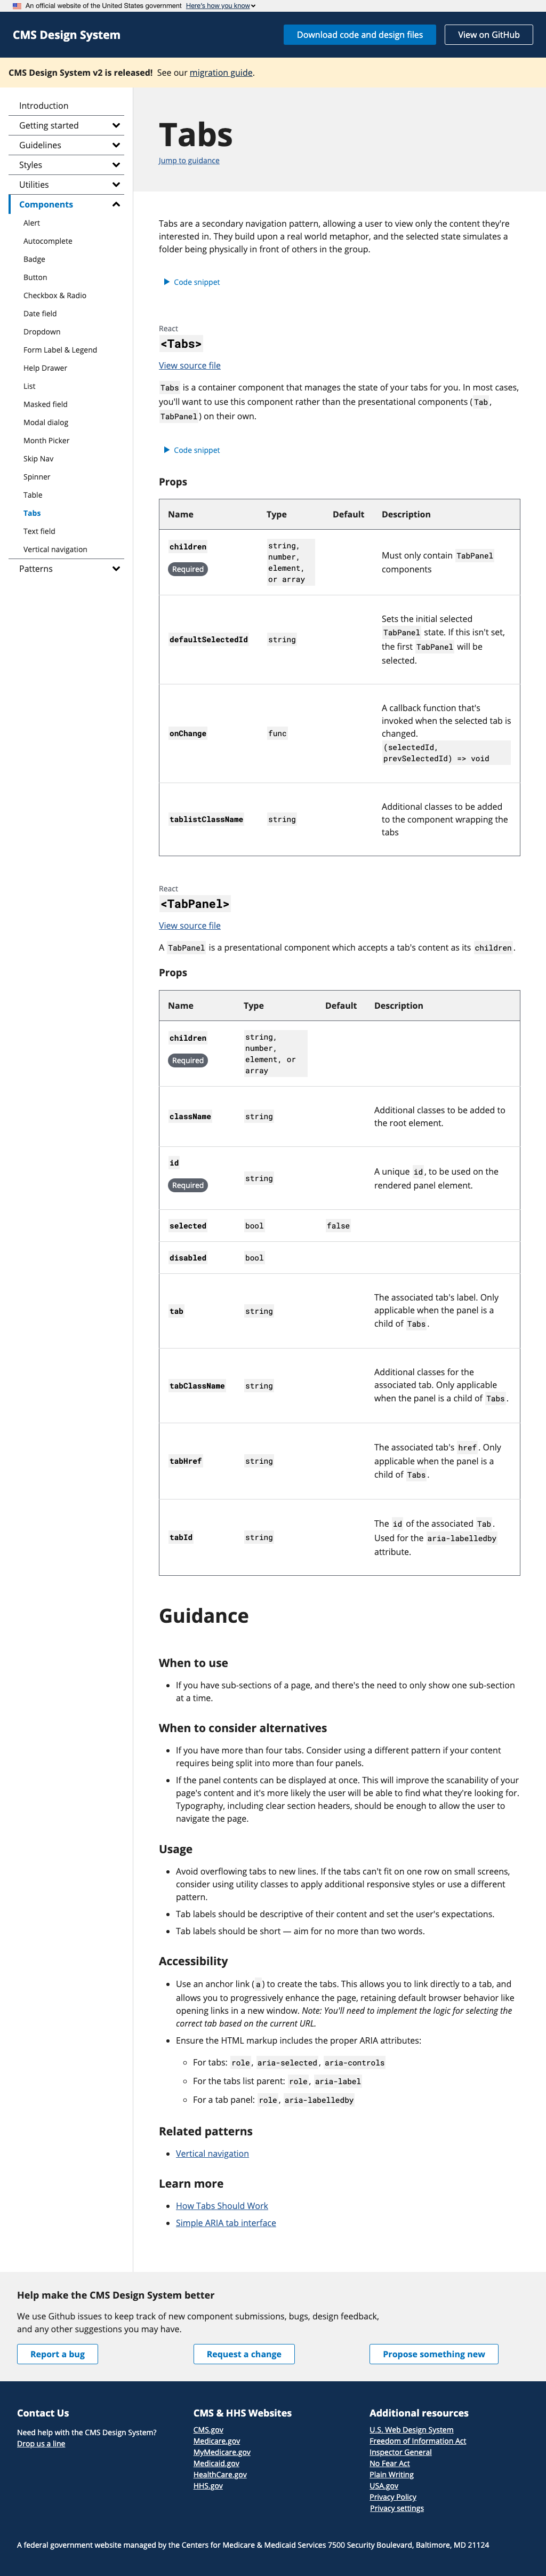 An official website of the United States government Here's how you know
CMS Design System
Download code and design files
View on GitHub
CMS Design System v2 is released! See our migration guide.
Introduction
Getting started
Guidelines
Styles
Utilities
Components
Alert
Autocomplete
Badge
Button
Checkbox & Radio
Date field
Dropdown
Form Label & Legend
Help Drawer
List
Masked field
Modal dialog
Month Picker
Skip Nav
Spinner
Table
Tabs
Text field
Vertical navigation
Patterns
Tabs
Jump to guidance
Tabs are a secondary navigation pattern, allowing a user to view only the content they're
interested in. They build upon a real world metaphor, and the selected state simulates a
folder being physically in front of others in the group.
Code snippet
React
<Tabs>
View source file
Tabs is a container component that manages the state of your tabs for you. In most cases,
you'll want to use this component rather than the presentational components (Tab,
TabPanel) on their own.
Code snippet
Props
Name Type Default Description
children
Required
string,
number,
element,
or array
Must only contain TabPanel
components
defaultSelectedId
string
Sets the initial selected
TabPanel state. If this isn't set,
the first TabPanel will be
selected.
onChange
func
A callback function that's
invoked when the selected tab is
changed.
(selectedId,
prevSelectedId) => void
tablistClassName
string
Additional classes to be added
to the component wrapping the
tabs
React
<TabPanel>
View source file
A TabPanel is a presentational component which accepts a tab's content as its children.
Props
Name Type Default Description
children
Required
string,
number,
element, or
array
className
string
Additional classes to be added to
the root element.
id
Required
string
A unique id, to be used on the
rendered panel element.
selected bool false
disabled bool
tab
string
The associated tab's label. Only
applicable when the panel is a
child of Tabs.
tabClassName
string
Additional classes for the
associated tab. Only applicable
when the panel is a child of Tabs.
tabHref
string
The associated tab's href. Only
applicable when the panel is a
child of Tabs.
tabId
string
The id of the associated Tab.
Used for the aria-labelledby
attribute.
Guidance
When to use
• If you have sub-sections of a page, and there's the need to only show one sub-section
at a time.
When to consider alternatives
• If you have more than four tabs. Consider using a different pattern if your content
requires being split into more than four panels.
• If the panel contents can be displayed at once. This will improve the scanability of your
page's content and it's more likely the user will be able to find what they're looking for.
Typography, including clear section headers, should be enough to allow the user to
navigate the page.
Usage
• Avoid overflowing tabs to new lines. If the tabs can't fit on one row on small screens,
consider using utility classes to apply additional responsive styles or use a different
pattern.
• Tab labels should be descriptive of their content and set the user's expectations.
• Tab labels should be short — aim for no more than two words.
Accessibility
• Use an anchor link (a) to create the tabs. This allows you to link directly to a tab, and
allows you to progressively enhance the page, retaining default browser behavior like
opening links in a new window. Note: You'll need to implement the logic for selecting the
correct tab based on the current URL.
• Ensure the HTML markup includes the proper ARIA attributes:
◦ For tabs: role, aria-selected, aria-controls
◦ For the tabs list parent: role, aria-label
◦ For a tab panel: role, aria-labelledby
Related patterns
• Vertical navigation
Learn more
• How Tabs Should Work
• Simple ARIA tab interface
Help make the CMS Design System better
We use Github issues to keep track of new component submissions, bugs, design feedback,
and any other suggestions you may have.
Report a bug
Request a change
Propose something new
Contact Us
Need help with the CMS Design System?
Drop us a line
CMS & HHS Websites
CMS.gov
Medicare.gov
MyMedicare.gov
Medicaid.gov
HealthCare.gov
HHS.gov
Additional resources
U.S. Web Design System
Freedom of Information Act
Inspector General
No Fear Act
Plain Writing
USA.gov
Privacy Policy
Privacy settings
A federal government website managed by the Centers for Medicare & Medicaid Services 7500 Security Boulevard, Baltimore, MD 21124